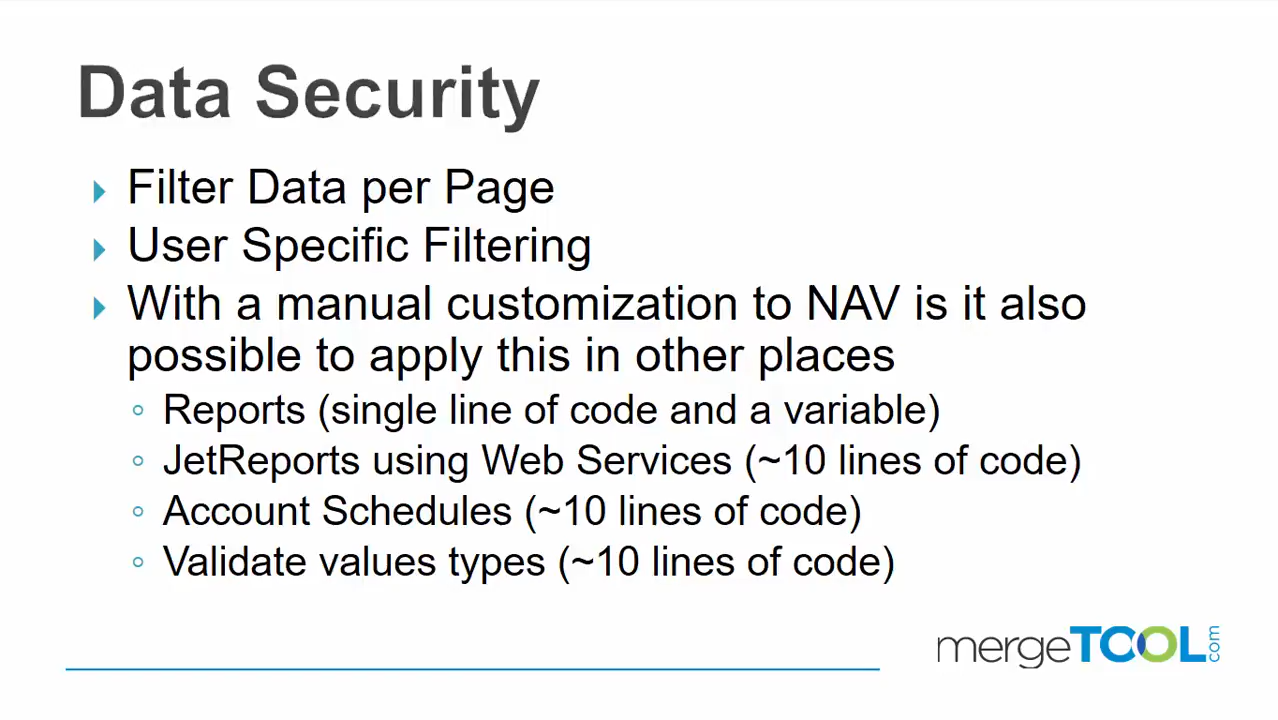 Data Security
Filter Data per Page
User Specific Filtering
With a manual customization to NAV is it also
possible to apply this in other places
Reports (single line of code and a variable)
JetReports using Web Services (~10 lines of code)
Account Schedules (~10 lines of code)
Validate values types (~10 lines of code)
mergeTOOL.com